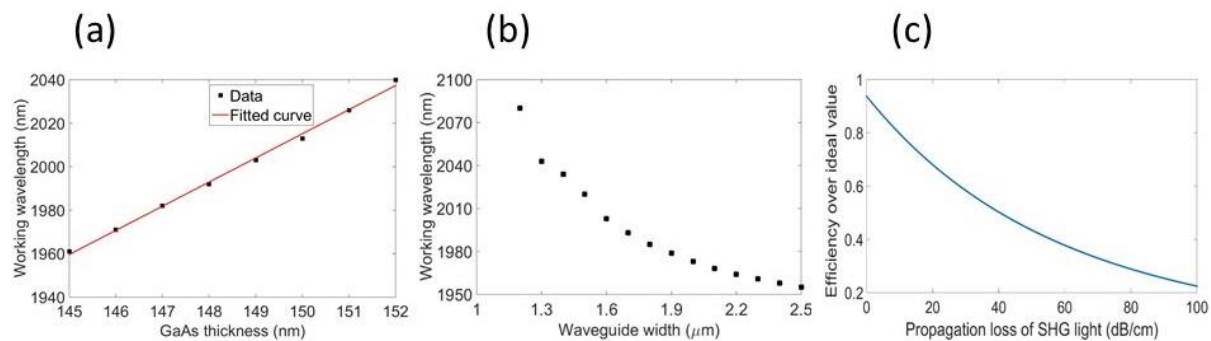 (a)
(b)
(c)
2040
2020
2000
1980
1960
1940
Working wavelength (nm)
Data
Fitted curve
145 146 147 148 149 150 151 152
GaAs thickness (nm)
2100
2070
2040
2010
1980
1950
Working wavelength (nm)
1 1.3 1.6 1.9 2.2 2.5
Waveguide width (μm)
1
0.8
0.6
0.4
0.2
Efficiency over ideal value
0 20 40 60 80 100
Propagation loss of SHG light (dB/cm)